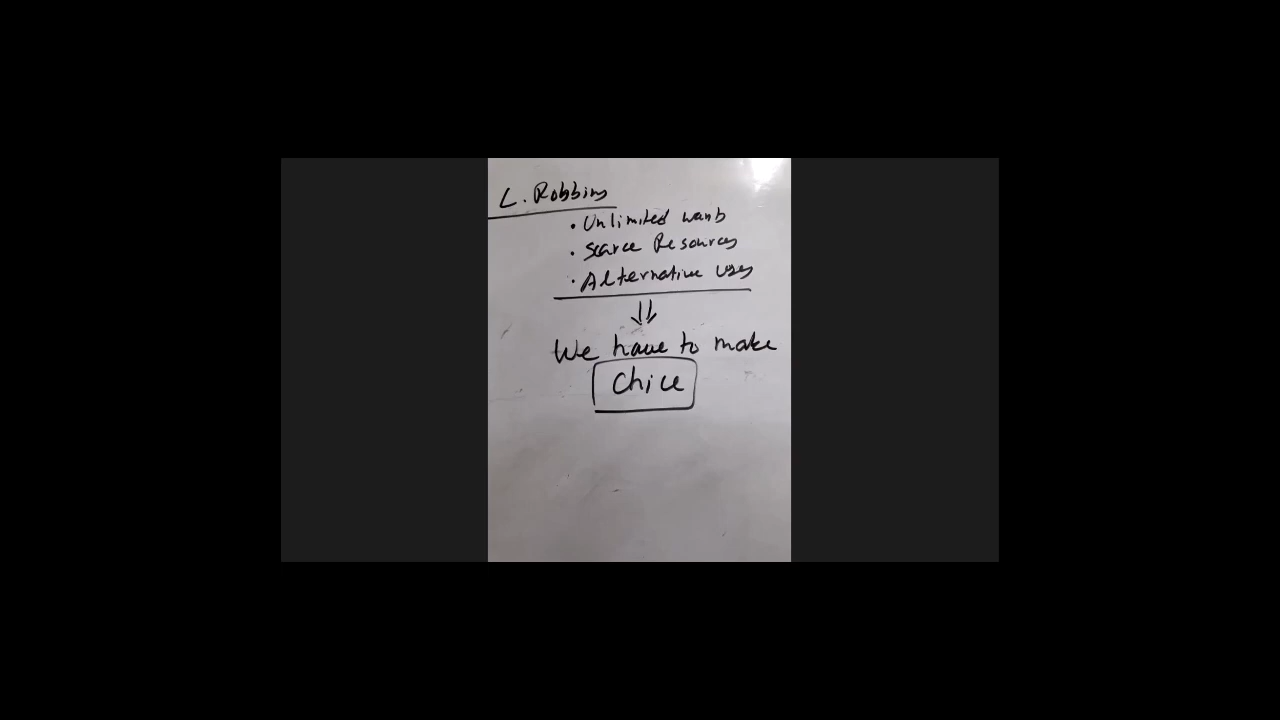 L. Robbins
• Unlimited wants
• Scarce Resources
• Alternative uses
We have to make
Chice